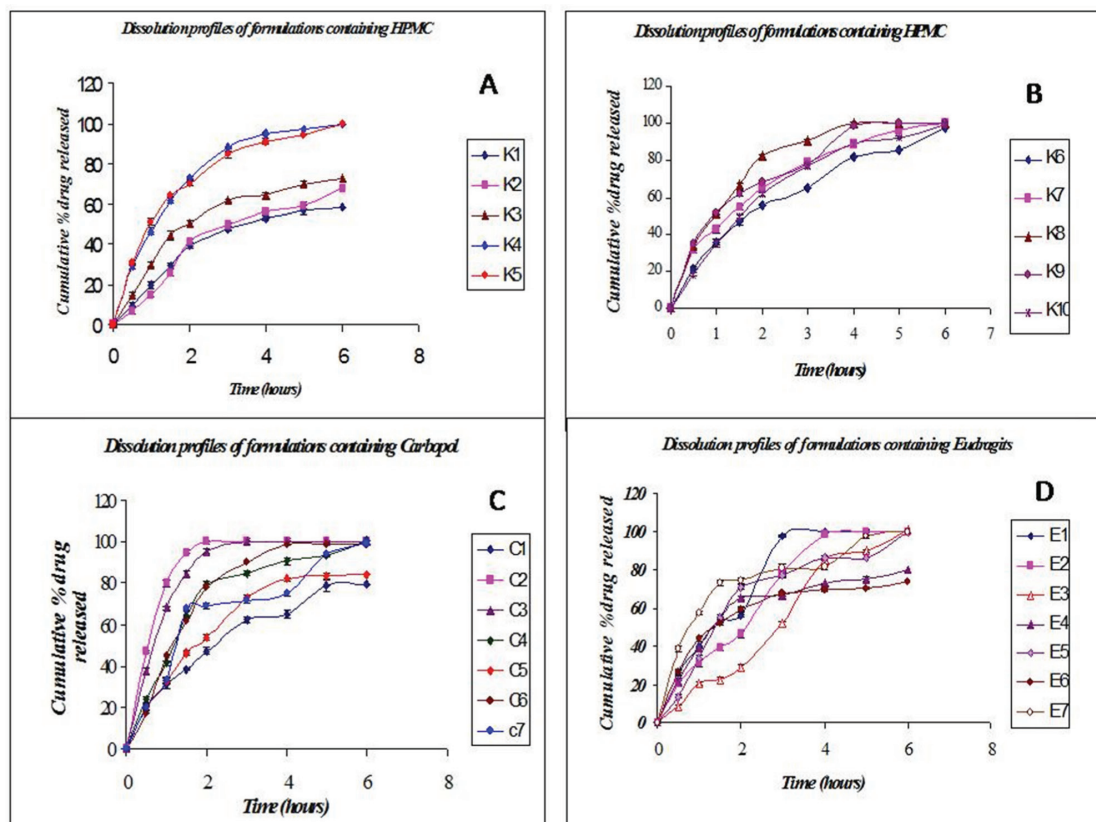 Dissolution profiles of formulations containing HPMC
A
Cumulative %drug released
120
100
80
60
40
20
0
0 2 4 6 8
Time (hours)
K1
K2
K3
K4
K5
Dissolution profiles of formulations containing HPMC
B
Cumulative %drug released
120
100
80
60
40
20
0
0 1 2 3 4 5 6 7
Time (hours)
K6
K7
K8
K9
K10
Dissolution profiles of formulations containing Carbopol
C
Cumulative %drug
released
120
100
80
60
40
20
0
0 2 4 6 8
Time (hours)
C1
C2
C3
C4
C5
C6
c7
Dissolution profiles of formulations containing Eudragits
D
Cumulative %drug released
120
100
80
60
40
20
0
0 2 4 6 8
Time (hours)
E1
E2
E3
E4
E5
E6
E7